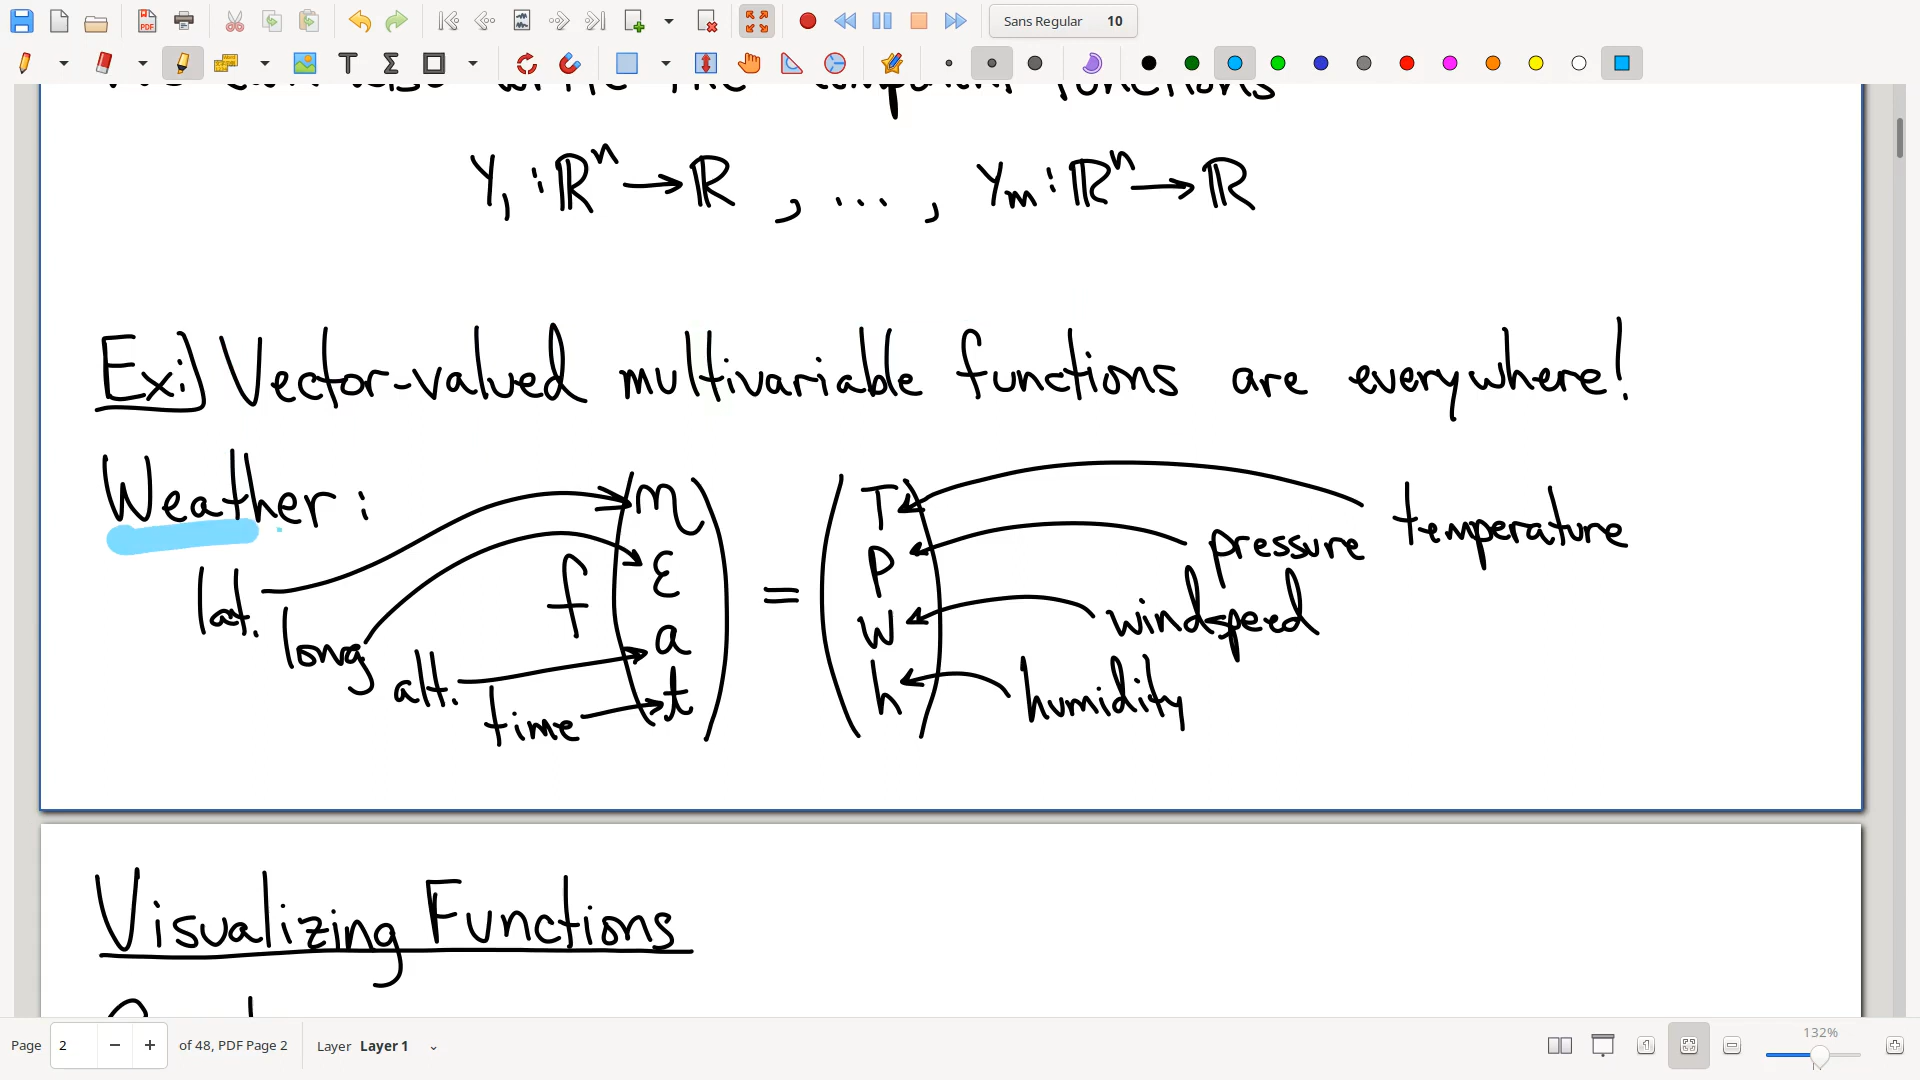 Sans Regular 10
Y₁ : ℝⁿ → ℝ , ... , Yₘ : ℝⁿ → ℝ
Ex: Vector-valued multivariable functions are everywhere!
Weather:
lat. long alt. time
f ( η ε a t ) = ( T P W h )
temperature
pressure
windspeed
humidity
Visualizing Functions
Page 2 of 48, PDF Page 2 Layer Layer 1 132%